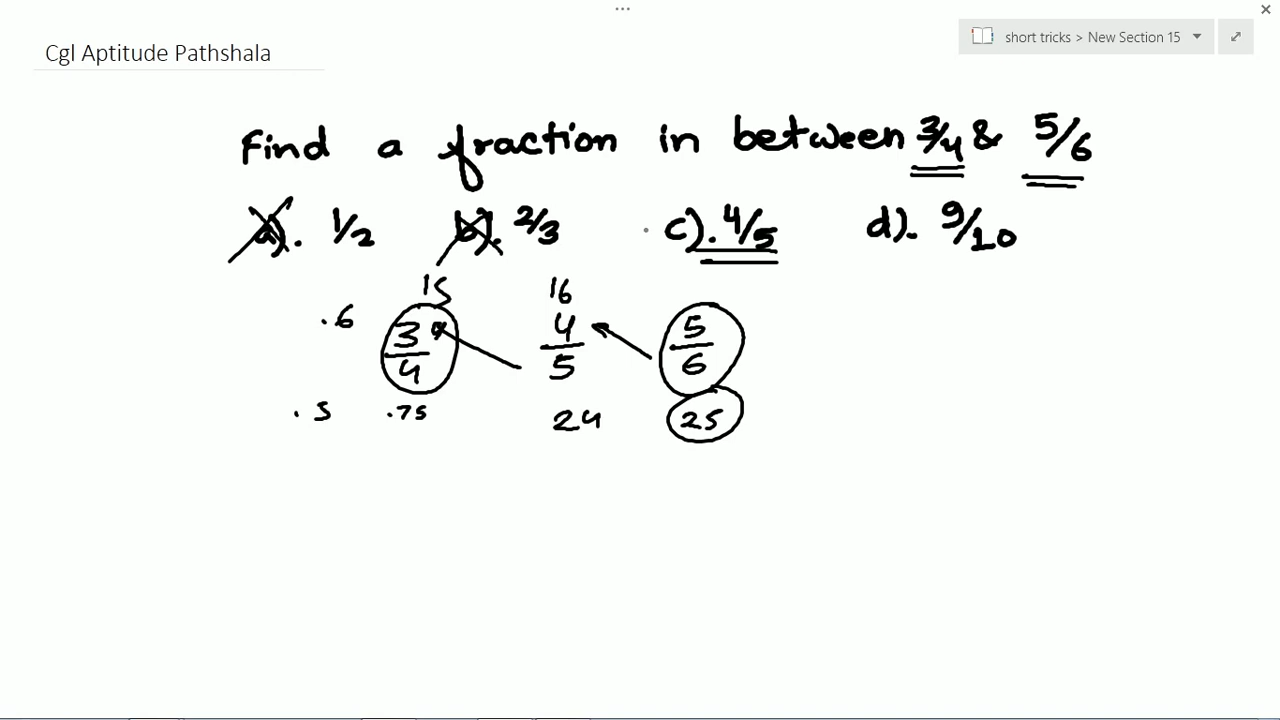 ...
short tricks > New Section 15
Cgl Aptitude Pathshala
Find a fraction in between 3/4 & 5/6
a). 1/2 b). 2/3 c). 4/5 d). 9/10
15 16
.6 3/4 4/5 5/6
.5 .75 24 25